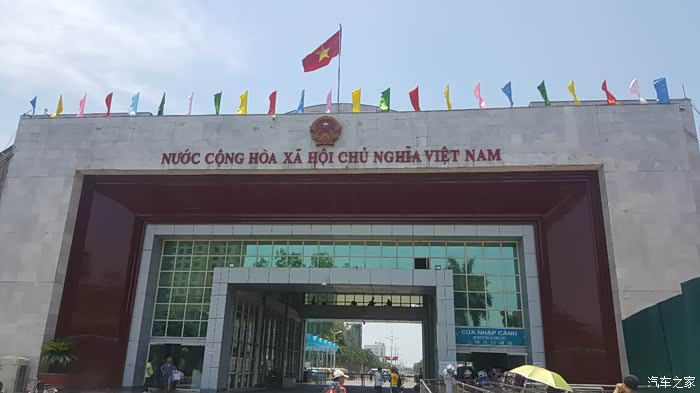 NƯỚC CỘNG HÒA XÃ HỘI CHỦ NGHĨA VIỆT NAM
CỬA NHẬP CẢNH
ENTRANCE
汽车之家